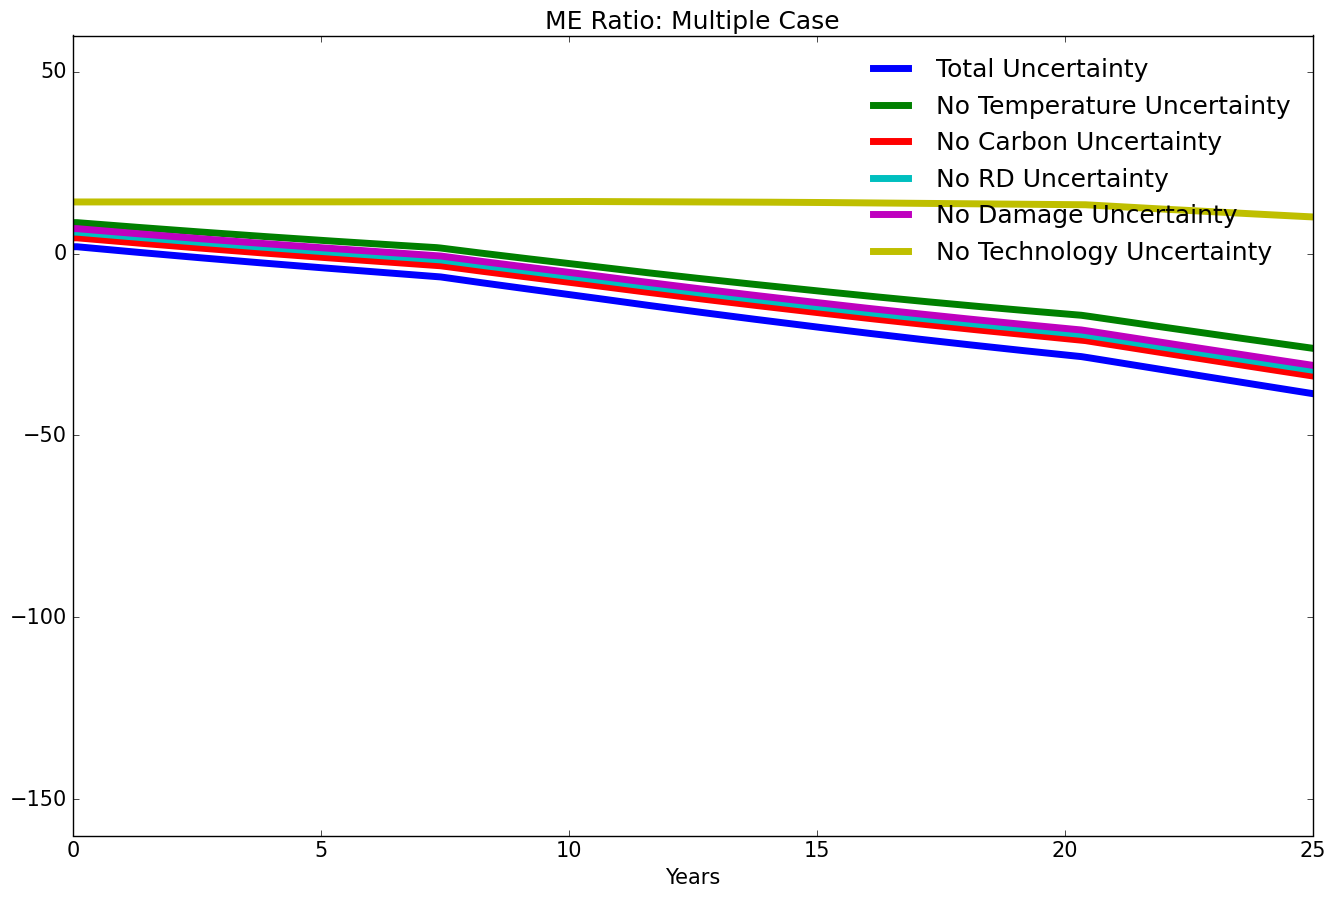 ME Ratio: Multiple Case
50
0
−50
−100
−150
Total Uncertainty
No Temperature Uncertainty
No Carbon Uncertainty
No RD Uncertainty
No Damage Uncertainty
No Technology Uncertainty
0 5 10 15 20 25
Years